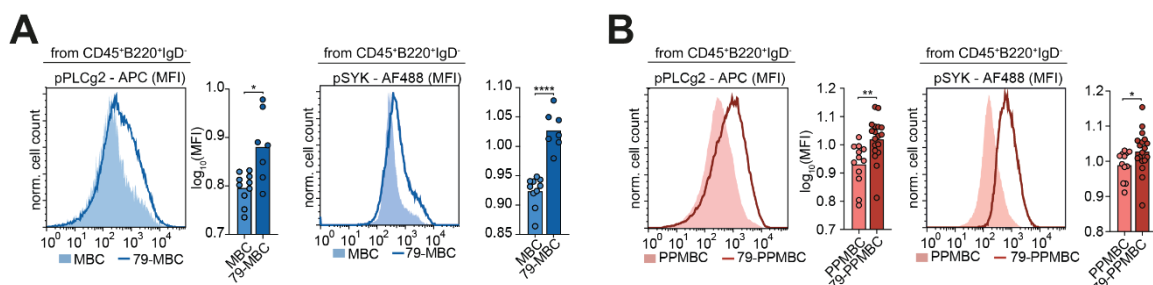 A
from CD45⁺B220⁺IgD⁻
pPLCg2 - APC (MFI)
norm. cell count
10⁰ 10¹ 10² 10³ 10⁴
MBC 79-MBC
log₁₀(MFI)
1.0
0.9
0.8
0.7
*
MBC
79-MBC
from CD45⁺B220⁺IgD⁻
pSYK - AF488 (MFI)
norm. cell count
10⁰ 10¹ 10² 10³ 10⁴
MBC 79-MBC
1.10
1.05
1.00
0.95
0.90
0.85
****
MBC
79-MBC
B
from CD45⁺B220⁺IgD⁻
pPLCg2 - APC (MFI)
norm. cell count
10⁰ 10¹ 10² 10³ 10⁴
PPMBC 79-PPMBC
log₁₀(MFI)
1.2
1.1
1.0
0.9
0.8
0.7
**
PPMBC
79-PPMBC
from CD45⁺B220⁺IgD⁻
pSYK - AF488 (MFI)
norm. cell count
10⁰ 10¹ 10² 10³ 10⁴
PPMBC 79-PPMBC
1.2
1.1
1.0
0.9
0.8
*
PPMBC
79-PPMBC